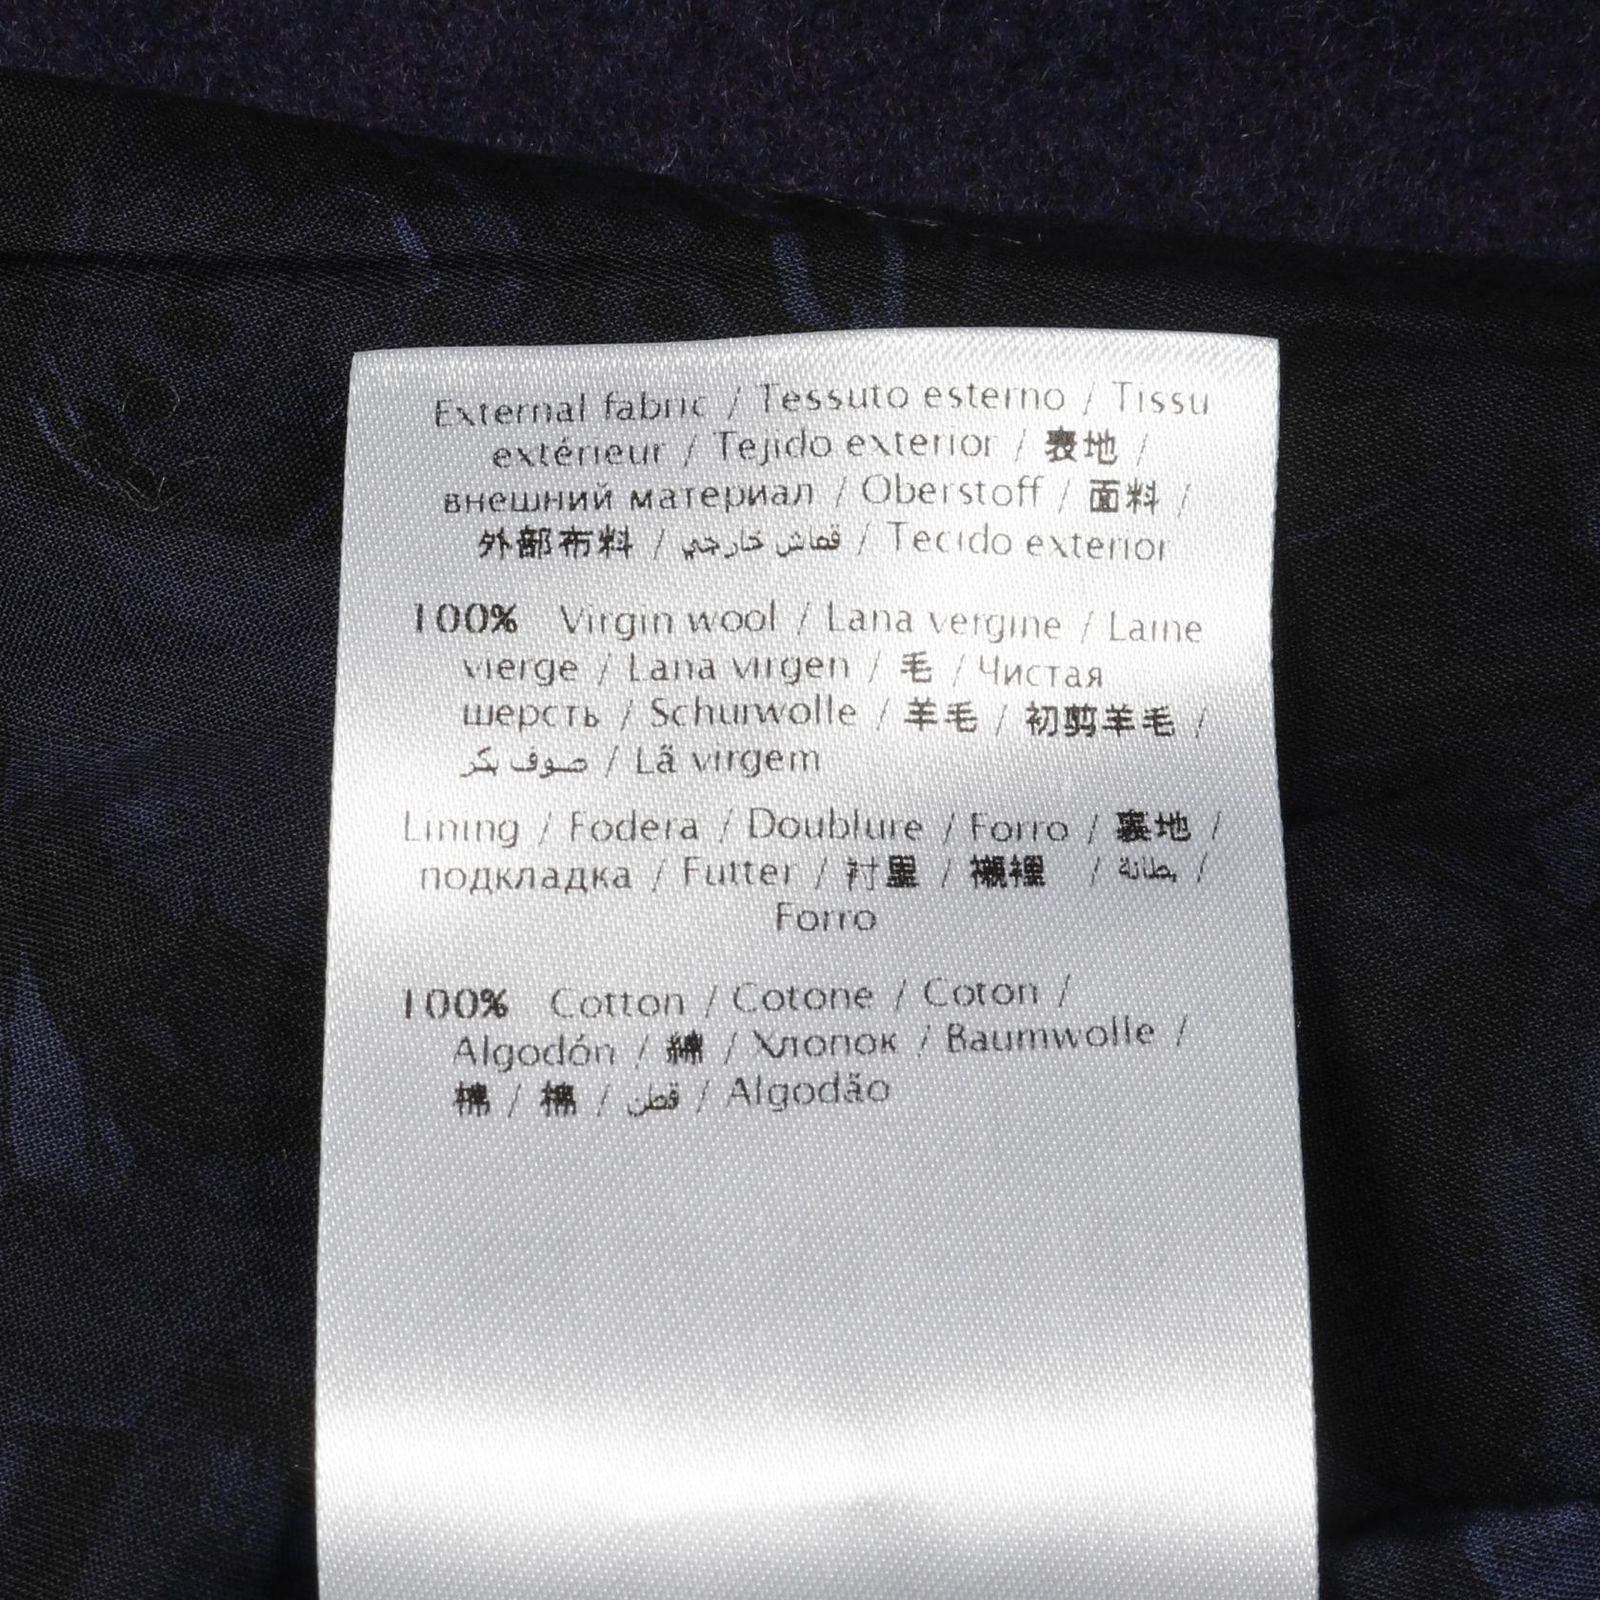 External fabric / Tessuto esterno / Tissu
extérieur / Tejido exterior / 表地 /
внешний материал / Oberstoff / 面料 /
外部布料 / قماش خارجي / Tecido exterior
100% Virgin wool / Lana vergine / Laine
vierge / Lana virgen / 毛 / Чистая
шерсть / Schurwolle / 羊毛 / 初剪羊毛 /
صوف بكر / Lã virgem
Lining / Fodera / Doublure / Forro / 裏地 /
подкладка / Futter / 衬里 / 襯裡 / بطانة /
Forro
100% Cotton / Cotone / Coton /
Algodón / 綿 / Хлопок / Baumwolle /
棉 / 棉 / قطن / Algodão